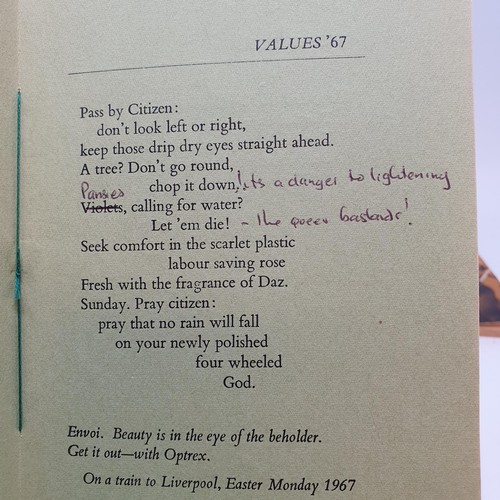 VALUES '67
Pass by Citizen:
don't look left or right,
keep those drip dry eyes straight ahead.
A tree? Don't go round,
chop it down, ! its a danger to lightening
Pansies
Violets, calling for water?
Let 'em die! - the queer bastards!
Seek comfort in the scarlet plastic
labour saving rose
Fresh with the fragrance of Daz.
Sunday. Pray citizen:
pray that no rain will fall
on your newly polished
four wheeled
God.
Envoi. Beauty is in the eye of the beholder.
Get it out—with Optrex.
On a train to Liverpool, Easter Monday 1967